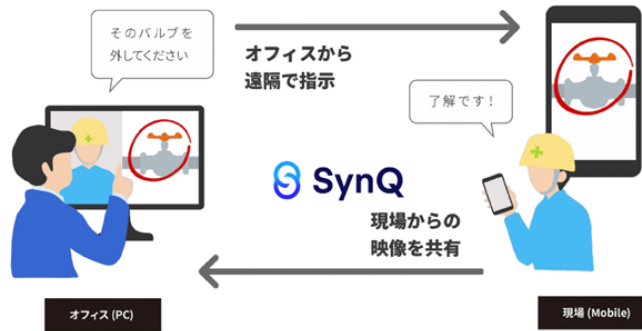 そのバルブを
外してください
オフィスから
遠隔で指示
了解です！
SynQ
現場からの
映像を共有
オフィス (PC)
現場 (Mobile)